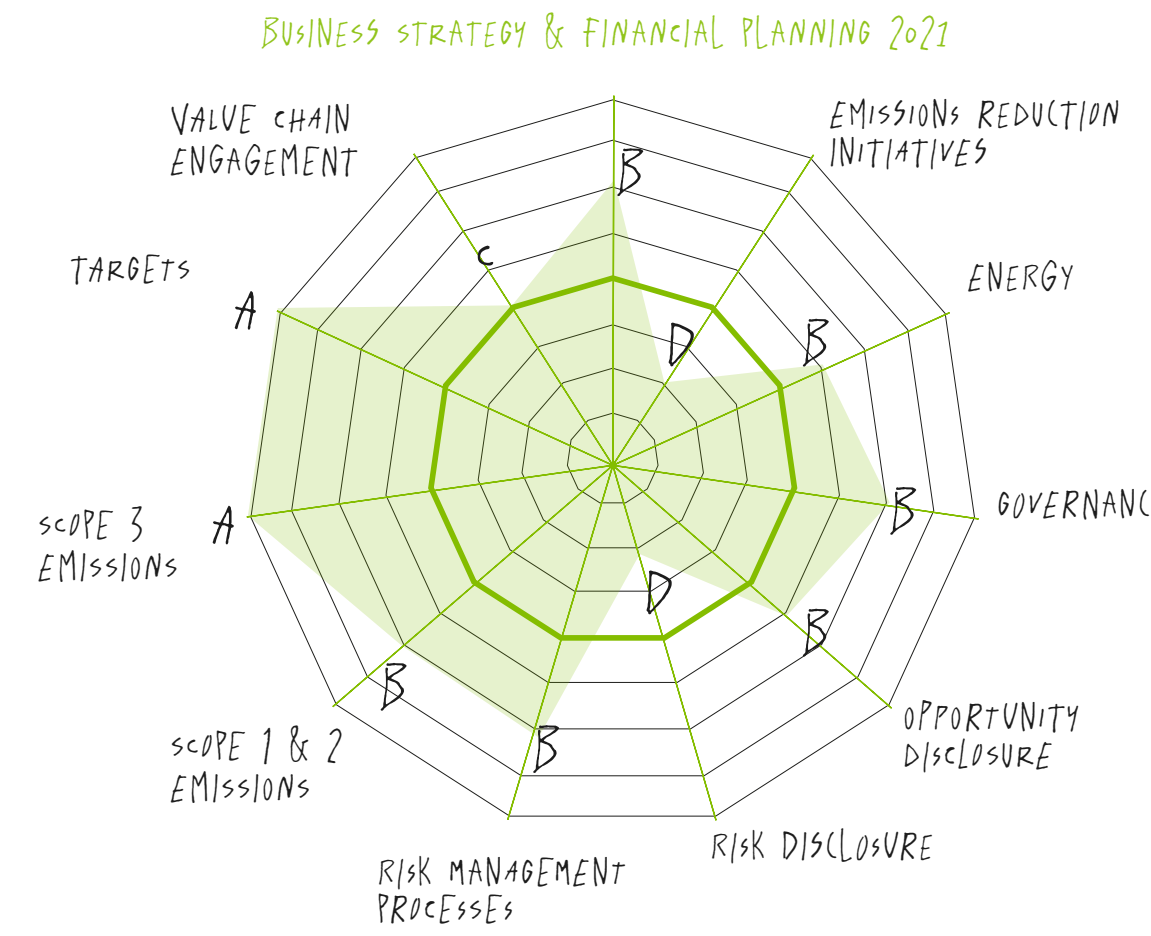 BUSINESS STRATEGY & FINANCIAL PLANNING 2021
VALUE CHAIN
ENGAGEMENT
EMISSIONS REDUCTION
INITIATIVES
B
C
TARGETS
A
ENERGY
D
B
SCOPE 3
EMISSIONS
A
B
GOVERNANC
D
B
B
SCOPE 1 & 2
EMISSIONS
B
OPPORTUNITY
DISCLOSURE
RISK MANAGEMENT
PROCESSES
RISK DISCLOSURE